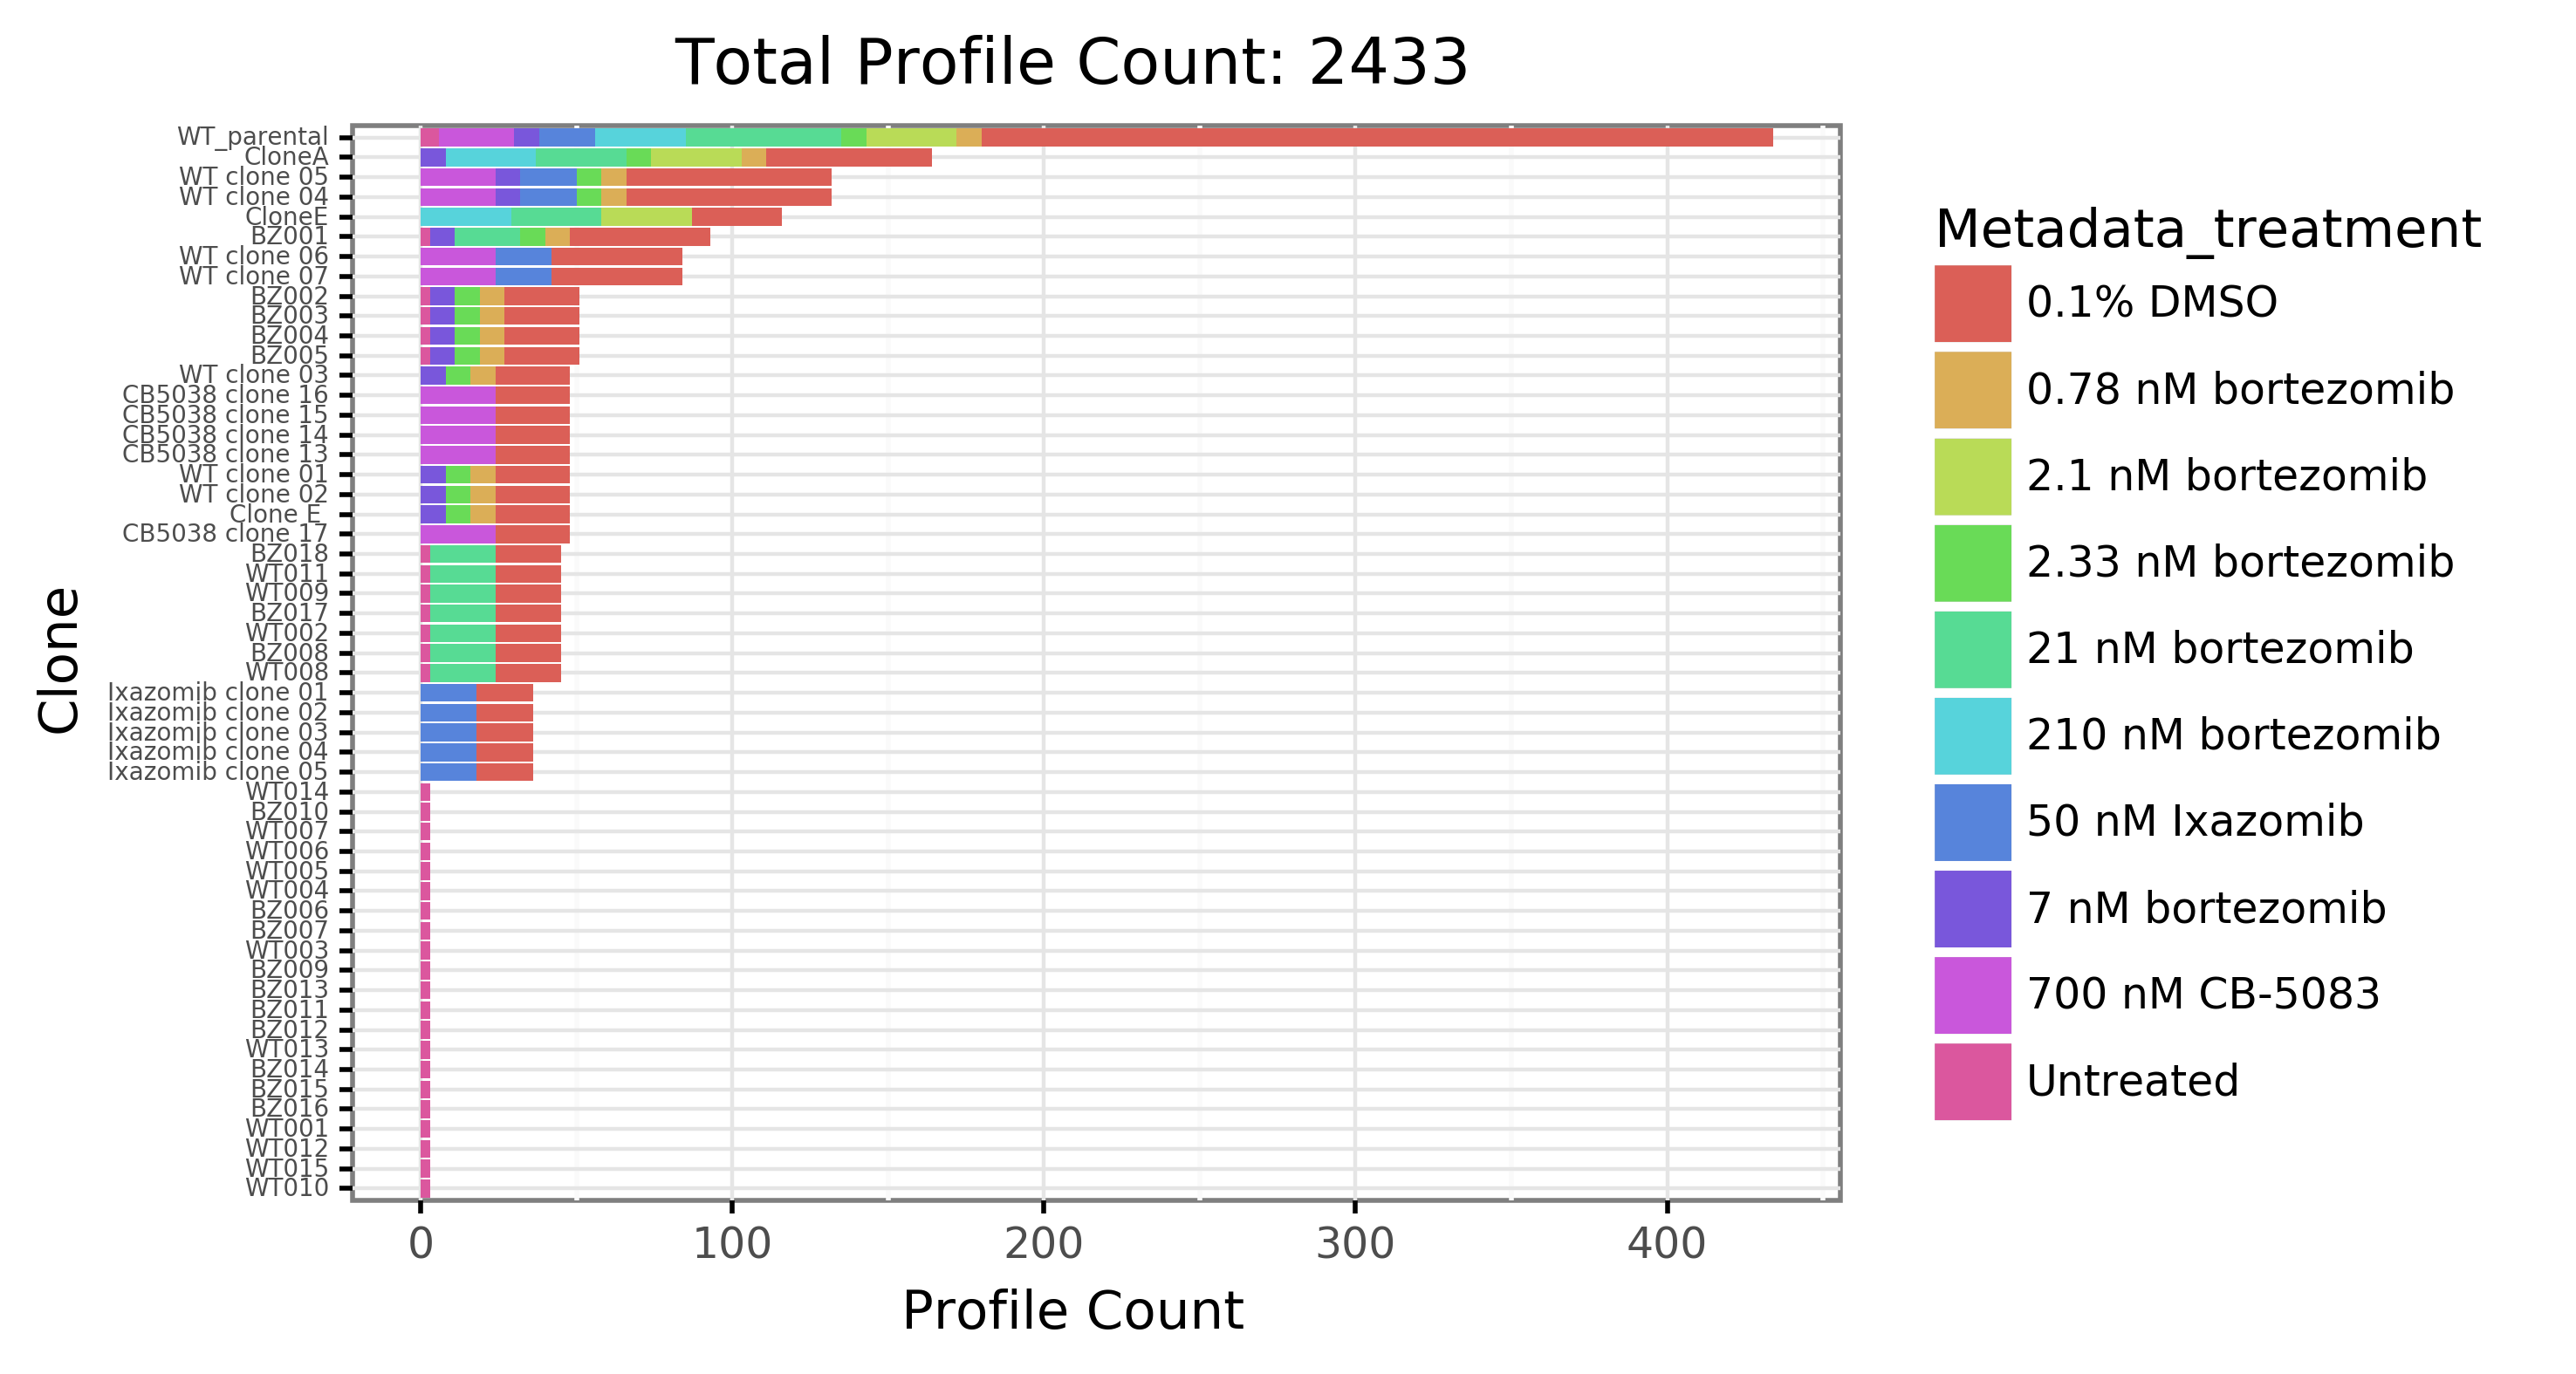 Total Profile Count: 2433
Clone
WT_parental
CloneA
WT clone 05
WT clone 04
CloneE
BZ001
WT clone 06
WT clone 07
BZ002
BZ003
BZ004
BZ005
WT clone 03
CB5038 clone 16
CB5038 clone 15
CB5038 clone 14
CB5038 clone 13
WT clone 01
WT clone 02
Clone E
CB5038 clone 17
BZ018
WT011
WT009
BZ017
WT002
BZ008
WT008
Ixazomib clone 01
Ixazomib clone 02
Ixazomib clone 03
Ixazomib clone 04
Ixazomib clone 05
WT014
BZ010
WT007
WT006
WT005
WT004
BZ006
BZ007
WT003
BZ009
BZ013
BZ011
BZ012
WT013
BZ014
BZ015
BZ016
WT001
WT012
WT015
WT010
0 100 200 300 400
Profile Count
Metadata_treatment
0.1% DMSO
0.78 nM bortezomib
2.1 nM bortezomib
2.33 nM bortezomib
21 nM bortezomib
210 nM bortezomib
50 nM Ixazomib
7 nM bortezomib
700 nM CB-5083
Untreated